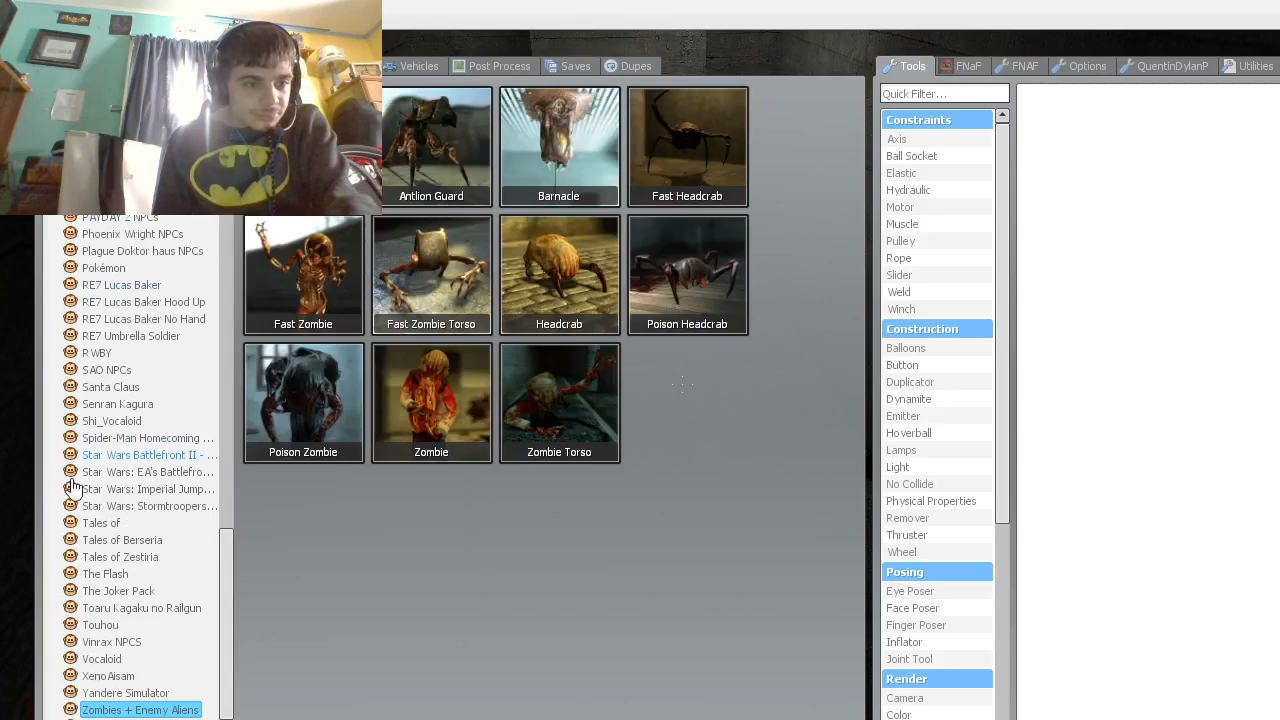 Vehicles
Post Process
Saves
Dupes
Tools
FNaF
FNAF
Options
QuentinDylanP
Utilities
Quick Filter...
Antlion Guard
Barnacle
Fast Headcrab
Fast Zombie
Fast Zombie Torso
Headcrab
Poison Headcrab
Poison Zombie
Zombie
Zombie Torso
PAYDAY 2 NPCs
Phoenix Wright NPCs
Plague Doktor haus NPCs
Pokémon
RE7 Lucas Baker
RE7 Lucas Baker Hood Up
RE7 Lucas Baker No Hand
RE7 Umbrella Soldier
RWBY
SAO NPCs
Santa Claus
Senran Kagura
Shi_Vocaloid
Spider-Man Homecoming ...
Star Wars Battlefront II - ...
Star Wars: EA's Battlefro...
Star Wars: Imperial Jump...
Star Wars: Stormtroopers...
Tales of
Tales of Berseria
Tales of Zestiria
The Flash
The Joker Pack
Toaru Kagaku no Railgun
Touhou
Vinrax NPCS
Vocaloid
XenoAisam
Yandere Simulator
Zombies + Enemy Aliens
Constraints
Axis
Ball Socket
Elastic
Hydraulic
Motor
Muscle
Pulley
Rope
Slider
Weld
Winch
Construction
Balloons
Button
Duplicator
Dynamite
Emitter
Hoverball
Lamps
Light
No Collide
Physical Properties
Remover
Thruster
Wheel
Posing
Eye Poser
Face Poser
Finger Poser
Inflator
Joint Tool
Render
Camera
Color